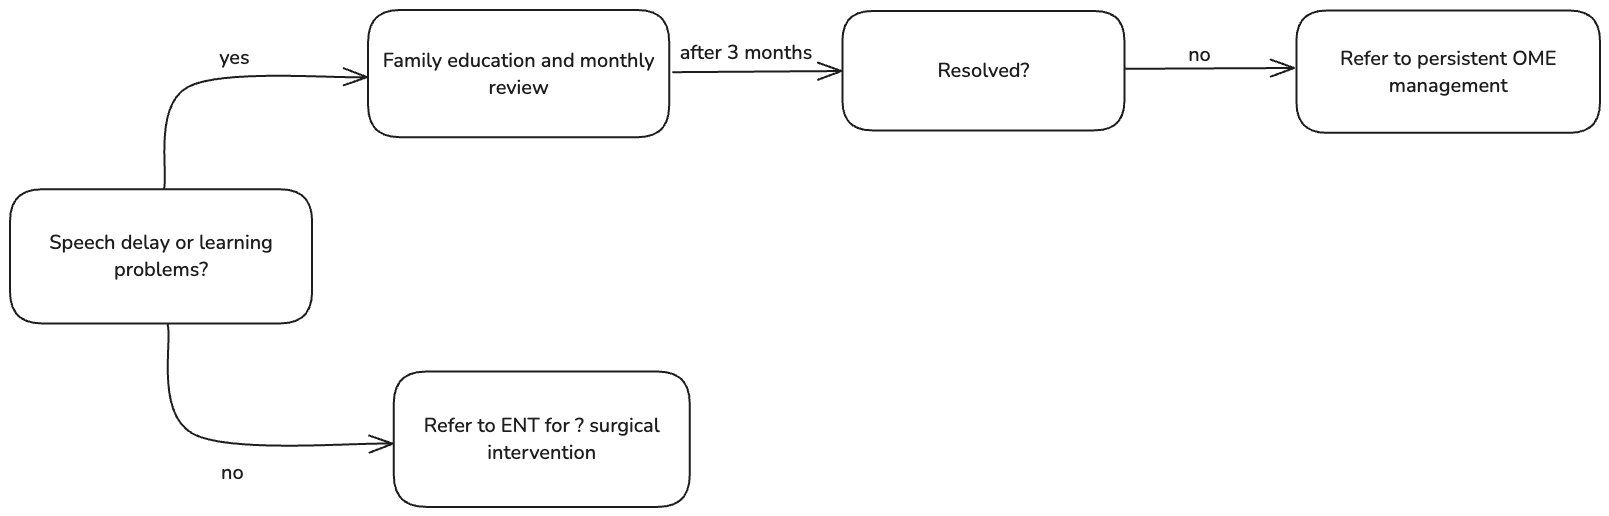 yes
Family education and monthly
review
after 3 months
Resolved?
no
Refer to persistent OME
management
Speech delay or learning
problems?
Refer to ENT for ? surgical
intervention
no